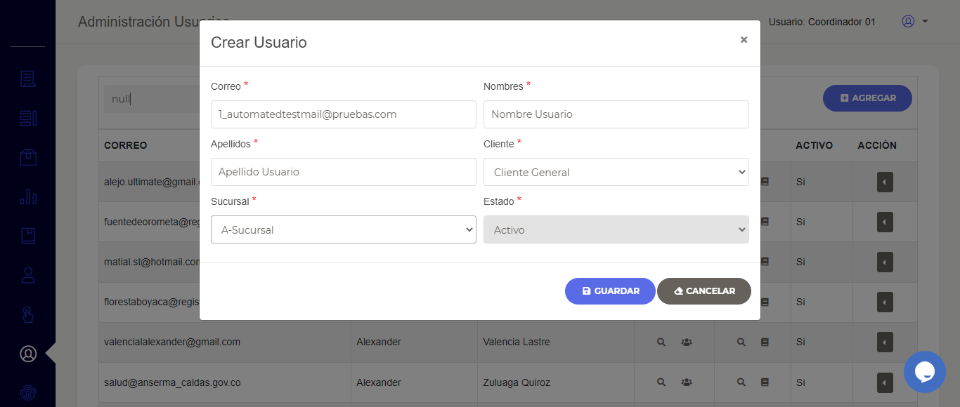 Administración Usuarios
Usuario: Coordinador 01
Crear Usuario
×
Correo *
Nombres *
1_automatedtestmail@pruebas.com
Nombre Usuario
Apellidos *
Cliente *
Apellido Usuario
Cliente General
Sucursal *
Estado *
A-Sucursal
Activo
GUARDAR
CANCELAR
null
AGREGAR
CORREO
ACTIVO
ACCIÓN
alejo.ultimate@gmail.
Si
fuentedeorometa@reg
Si
matial.st@hotmail.co
Si
florestaboyaca@regis
Si
valencialalexander@gmail.com
Alexander
Valencia Lastre
Si
salud@anserma_caldas.gov.co
Alexander
Zuluaga Quiroz
Si